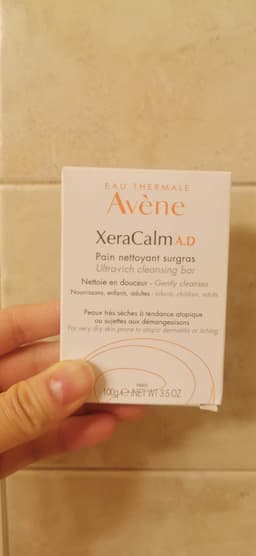 EAU THERMALE
Avène
XeraCalm A.D
Pain nettoyant surgras
Ultra-rich cleansing bar
Nettoie en douceur - Gently cleanses
Nourrissons, enfants, adultes - Infants, children, adults
Peaux très sèches à tendance atopique
ou sujettes aux démangeaisons
For very dry skin prone to atopic dermatitis or itching
PARIS
100g e NET WT 3.5 OZ